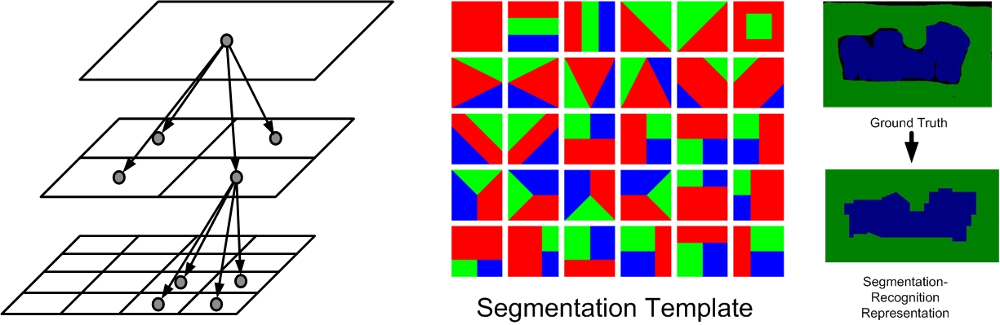 Segmentation Template
Ground Truth
Segmentation-
Recognition
Representation